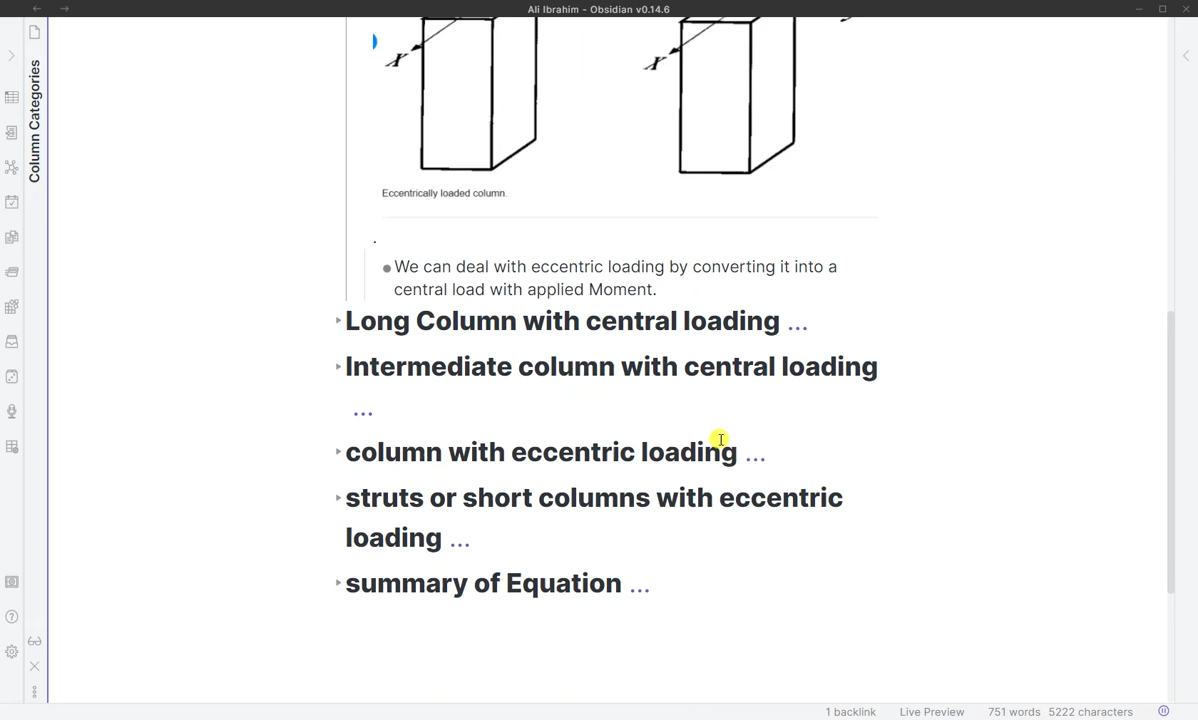 Ali Ibrahim - Obsidian v0.14.6
Column Categories
X
X
Eccentrically loaded column.
.
We can deal with eccentric loading by converting it into a
central load with applied Moment.
Long Column with central loading ...
Intermediate column with central loading
...
column with eccentric loading ...
struts or short columns with eccentric
loading ...
summary of Equation ...
1 backlink Live Preview 751 words 5222 characters